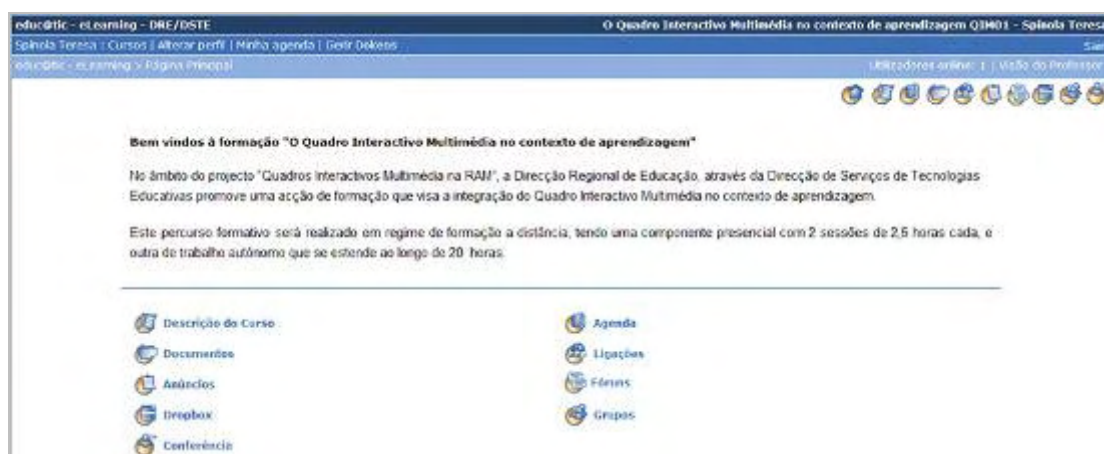 educ@tic - eLearning - DRE/DSTE
O Quadro Interactivo Multimédia no contexto de aprendizagem QIM01 - Spinola Teresa
Spinola Teresa : Cursos | Alterar perfil | Minha agenda | Gerir Dokeos
Sair
educ@tic - eLearning > Página Principal
Utilizadores online: 1 | Visão do Professor
Bem vindos à formação "O Quadro Interactivo Multimédia no contexto de aprendizagem"
No âmbito do projecto "Quadros Interactivos Multimédia na RAM", a Direcção Regional de Educação, através da Direcção de Serviços de Tecnologias
Educativas promove uma acção de formação que visa a integração do Quadro Interactivo Multimédia no contexto de aprendizagem.
Este percurso formativo será realizado em regime de formação a distância, tendo uma componente presencial com 2 sessões de 2,5 horas cada, e
outra de trabalho autónomo que se estende ao longo de 20 horas.
Descrição do Curso
Agenda
Documentos
Ligações
Anúncios
Fóruns
Dropbox
Grupos
Conferência